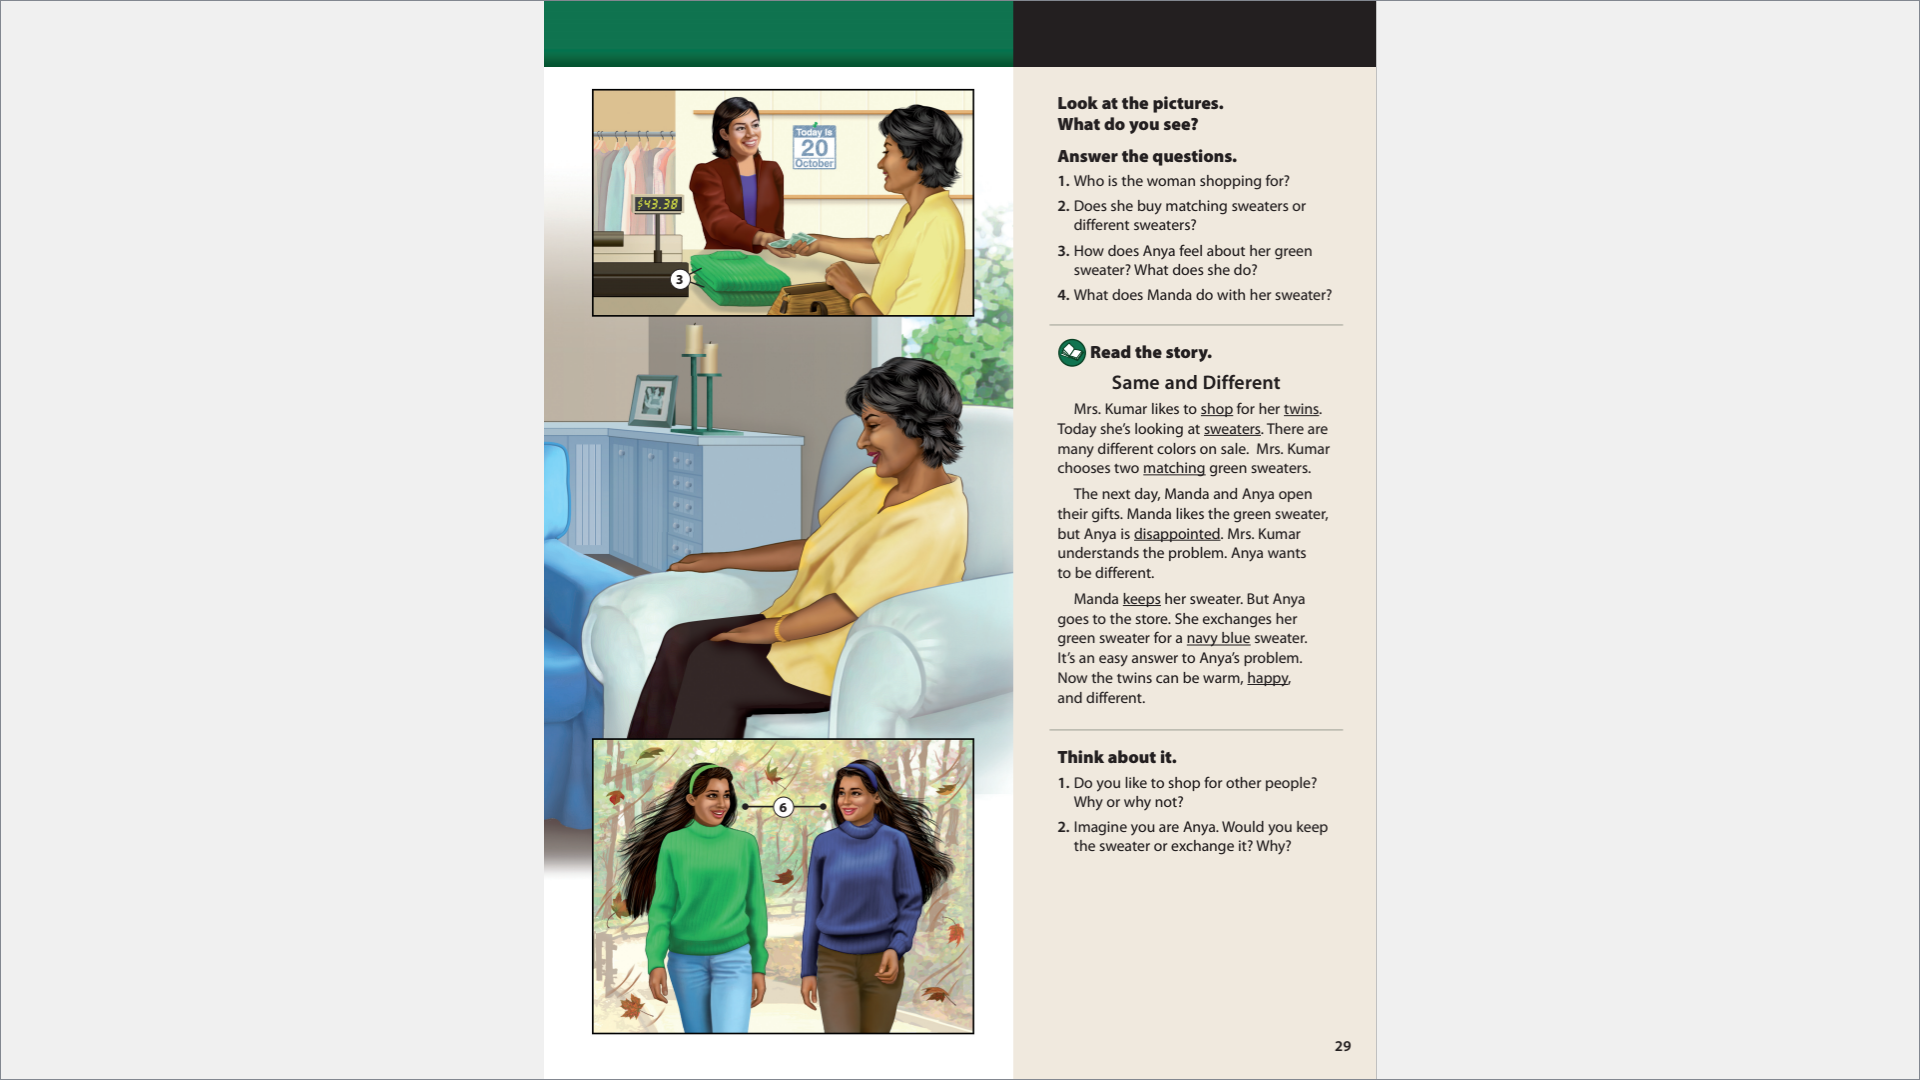 Today Is
20
October
$43.38
3
6
Look at the pictures.
What do you see?
Answer the questions.
1. Who is the woman shopping for?
2. Does she buy matching sweaters or
different sweaters?
3. How does Anya feel about her green
sweater? What does she do?
4. What does Manda do with her sweater?
Read the story.
Same and Different
Mrs. Kumar likes to shop for her twins.
Today she's looking at sweaters. There are
many different colors on sale. Mrs. Kumar
chooses two matching green sweaters.
The next day, Manda and Anya open
their gifts. Manda likes the green sweater,
but Anya is disappointed. Mrs. Kumar
understands the problem. Anya wants
to be different.
Manda keeps her sweater. But Anya
goes to the store. She exchanges her
green sweater for a navy blue sweater.
It's an easy answer to Anya's problem.
Now the twins can be warm, happy,
and different.
Think about it.
1. Do you like to shop for other people?
Why or why not?
2. Imagine you are Anya. Would you keep
the sweater or exchange it? Why?
29